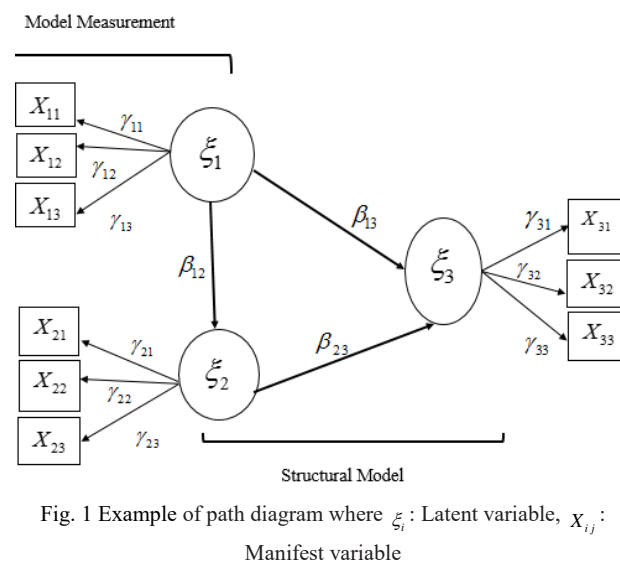 Model Measurement
X₁₁
γ₁₁
X₁₂
γ₁₂
X₁₃
γ₁₃
ξ₁
β₁₃
β₁₂
ξ₃
γ₃₁
X₃₁
γ₃₂
X₃₂
γ₃₃
X₃₃
X₂₁
γ₂₁
X₂₂
γ₂₂
X₂₃
γ₂₃
ξ₂
β₂₃
Structural Model
Fig. 1 Example of path diagram where ξᵢ : Latent variable, Xᵢⱼ :
Manifest variable